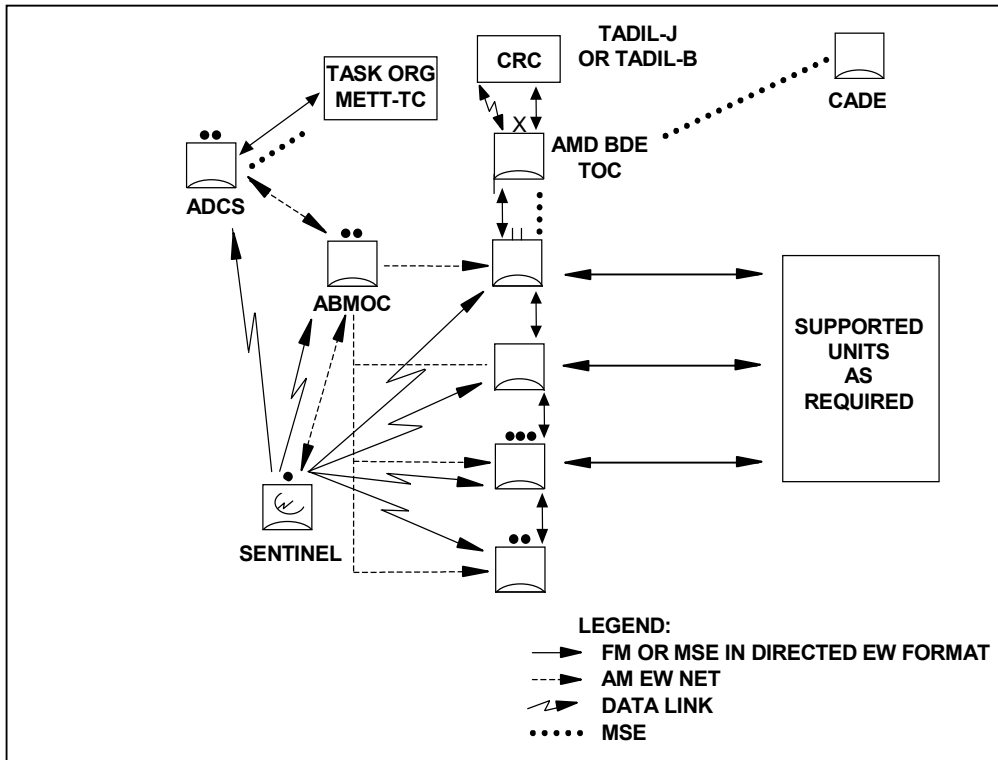 TADIL-J
OR TADIL-B
CRC
TASK ORG
METT-TC
CADE
X
AMD BDE
TOC
ADCS
ABMOC
SUPPORTED
UNITS
AS
REQUIRED
SENTINEL
LEGEND:
FM OR MSE IN DIRECTED EW FORMAT
AM EW NET
DATA LINK
MSE